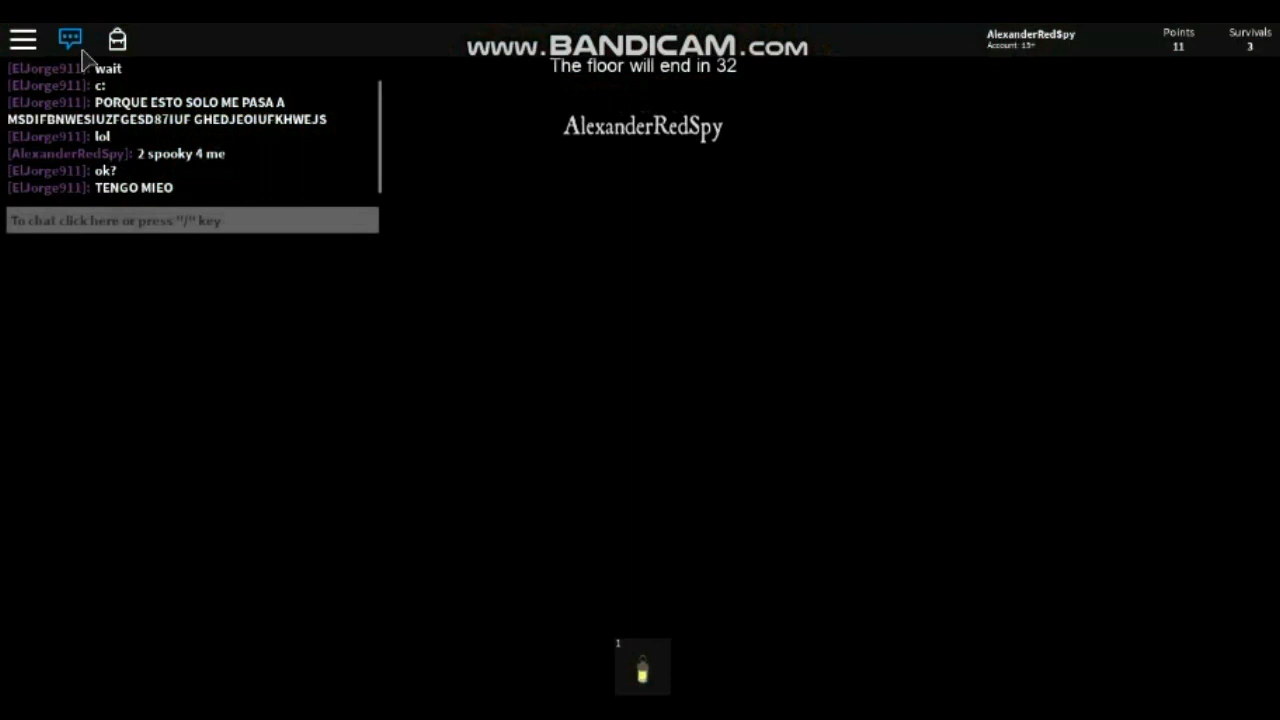 www.BANDICAM.com
AlexanderRedSpy
Account: 13+
Points
11
Survivals
3
The floor will end in 32
AlexanderRedSpy
[ElJorge911]: wait
[ElJorge911]: c:
[ElJorge911]: PORQUE ESTO SOLO ME PASA A
MSDIFBNWESIUZFGESD87IUF GHEDJEOIUFKHWEJS
[ElJorge911]: lol
[AlexanderRedSpy]: 2 spooky 4 me
[ElJorge911]: ok?
[ElJorge911]: TENGO MIEO
To chat click here or press "/" key
1